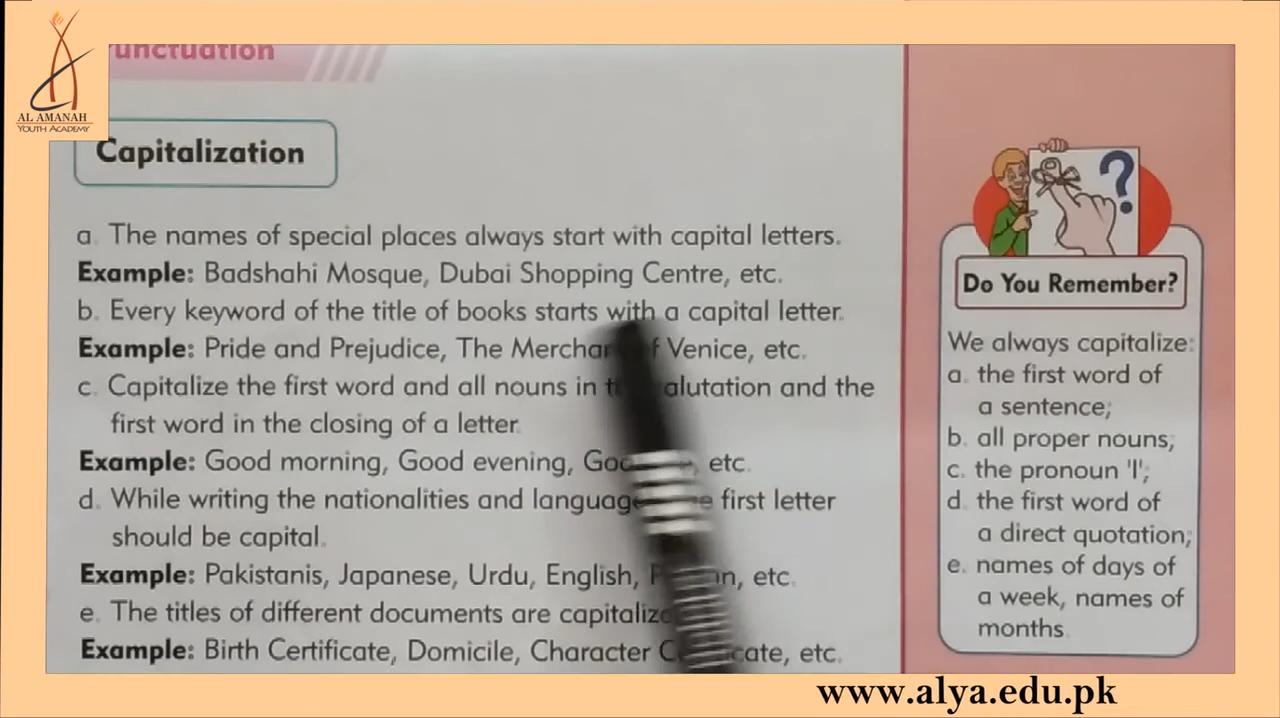 AL AMANAH
YOUTH ACADEMY
unctuation
Capitalization
a. The names of special places always start with capital letters.
Example: Badshahi Mosque, Dubai Shopping Centre, etc.
b. Every keyword of the title of books starts with a capital letter.
Example: Pride and Prejudice, The Merchan f Venice, etc.
c. Capitalize the first word and all nouns in t alutation and the
first word in the closing of a letter.
Example: Good morning, Good evening, Goo etc.
d. While writing the nationalities and languag e first letter
should be capital.
Example: Pakistanis, Japanese, Urdu, English, P n, etc.
e. The titles of different documents are capitaliz
Example: Birth Certificate, Domicile, Character C cate, etc.
?
Do You Remember?
We always capitalize:
a. the first word of
a sentence;
b. all proper nouns;
c. the pronoun 'I';
d. the first word of
a direct quotation;
e. names of days of
a week, names of
months.
www.alya.edu.pk